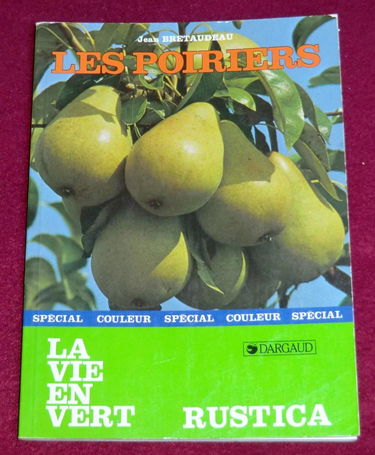 Jean BRETAUDEAU
LES POIRIERS
SPÉCIAL COULEUR SPÉCIAL COULEUR SPÉCIAL
LA
VIE
EN
VERT
DARGAUD
RUSTICA